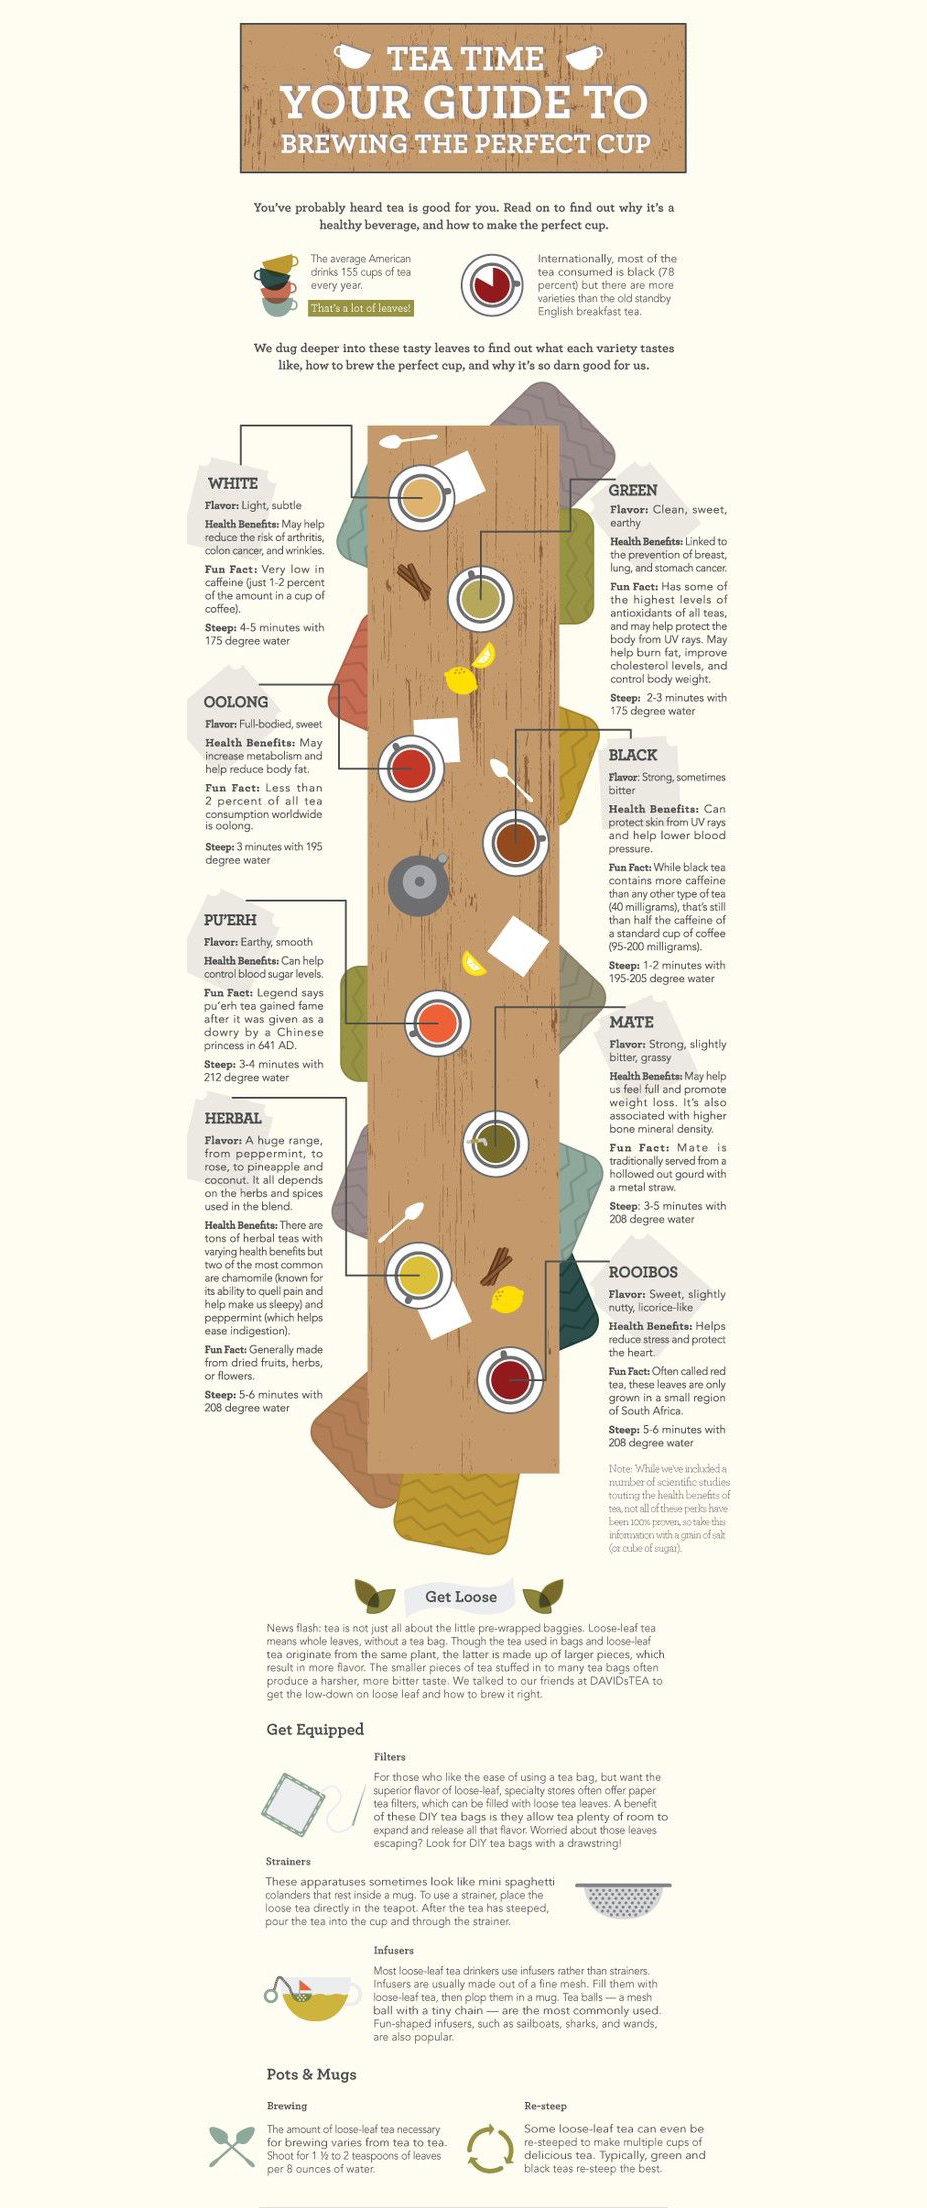 TEA TIME
YOUR GUIDE TO
BREWING THE PERFECT CUP
You've probably heard tea is good for you. Read on to find out why it's a
healthy beverage, and how to make the perfect cup.
The average American
drinks 155 cups of tea
every year.
That's a lot of leaves!
Internationally, most of the
tea consumed is black (78
percent) but there are more
varieties than the old standby
English breakfast tea.
We dug deeper into these tasty leaves to find out what each variety tastes
like, how to brew the perfect cup, and why it's so darn good for us.
WHITE
Flavor: Light, subtle
Health Benefits: May help
reduce the risk of arthritis,
colon cancer, and wrinkles.
Fun Fact: Very low in
caffeine (just 1-2 percent
of the amount in a cup of
coffee).
Steep: 4-5 minutes with
175 degree water
GREEN
Flavor: Clean, sweet,
earthy
Health Benefits: Linked to
the prevention of breast,
lung, and stomach cancer.
Fun Fact: Has some of
the highest levels of
antioxidants of all teas,
and may help protect the
body from UV rays. May
help burn fat, improve
cholesterol levels, and
control body weight.
Steep: 2-3 minutes with
175 degree water
OOLONG
Flavor: Full-bodied, sweet
Health Benefits: May
increase metabolism and
help reduce body fat.
Fun Fact: Less than
2 percent of all tea
consumption worldwide
is oolong.
Steep: 3 minutes with 195
degree water
BLACK
Flavor: Strong, sometimes
bitter
Health Benefits: Can
protect skin from UV rays
and help lower blood
pressure.
Fun Fact: While black tea
contains more caffeine
than any other type of tea
(40 milligrams), that's still
than half the caffeine of
a standard cup of coffee
(95-200 milligrams).
Steep: 1-2 minutes with
195-205 degree water
PU'ERH
Flavor: Earthy, smooth
Health Benefits: Can help
control blood sugar levels.
Fun Fact: Legend says
pu'erh tea gained fame
after it was given as a
dowry by a Chinese
princess in 641 AD.
Steep: 3-4 minutes with
212 degree water
MATE
Flavor: Strong, slightly
bitter, grassy
Health Benefits: May help
us feel full and promote
weight loss. It's also
associated with higher
bone mineral density.
Fun Fact: Mate is
traditionally served from a
hollowed out gourd with
a metal straw.
Steep: 3-5 minutes with
208 degree water
HERBAL
Flavor: A huge range,
from peppermint, to
rose, to pineapple and
coconut. It all depends
on the herbs and spices
used in the blend.
Health Benefits: There are
tons of herbal teas with
varying health benefits but
two of the most common
are chamomile (known for
its ability to quell pain and
help make us sleepy) and
peppermint (which helps
ease indigestion).
Fun Fact: Generally made
from dried fruits, herbs,
or flowers.
Steep: 5-6 minutes with
208 degree water
ROOIBOS
Flavor: Sweet, slightly
nutty, licorice-like
Health Benefits: Helps
reduce stress and protect
the heart.
Fun Fact: Often called red
tea, these leaves are only
grown in a small region
of South Africa.
Steep: 5-6 minutes with
208 degree water
Note: While we've included a
number of scientific studies
touting the health benefits of
tea, not all of these perks have
been 100% proven, so take this
information with a grain of salt
(or cube of sugar).
Get Loose
News flash: tea is not just all about the little pre-wrapped baggies. Loose-leaf tea
means whole leaves, without a tea bag. Though the tea used in bags and loose-leaf
tea originate from the same plant, the latter is made up of larger pieces, which
result in more flavor. The smaller pieces of tea stuffed in to many tea bags often
produce a harsher, more bitter taste. We talked to our friends at DAVIDsTEA to
get the low-down on loose leaf and how to brew it right.
Get Equipped
Filters
For those who like the ease of using a tea bag, but want the
superior flavor of loose-leaf, specialty stores often offer paper
tea filters, which can be filled with loose tea leaves. A benefit
of these DIY tea bags is they allow tea plenty of room to
expand and release all that flavor. Worried about those leaves
escaping? Look for DIY tea bags with a drawstring!
Strainers
These apparatuses sometimes look like mini spaghetti
colanders that rest inside a mug. To use a strainer, place the
loose tea directly in the teapot. After the tea has steeped,
pour the tea into the cup and through the strainer.
Infusers
Most loose-leaf tea drinkers use infusers rather than strainers.
Infusers are usually made out of a fine mesh. Fill them with
loose-leaf tea, then plop them in a mug. Tea balls — a mesh
ball with a tiny chain — are the most commonly used.
Fun-shaped infusers, such as sailboats, sharks, and wands,
are also popular.
Pots & Mugs
Brewing
The amount of loose-leaf tea necessary
for brewing varies from tea to tea.
Shoot for 1 ½ to 2 teaspoons of leaves
per 8 ounces of water.
Re-steep
Some loose-leaf tea can even be
re-steeped to make multiple cups of
delicious tea. Typically, green and
black teas re-steep the best.